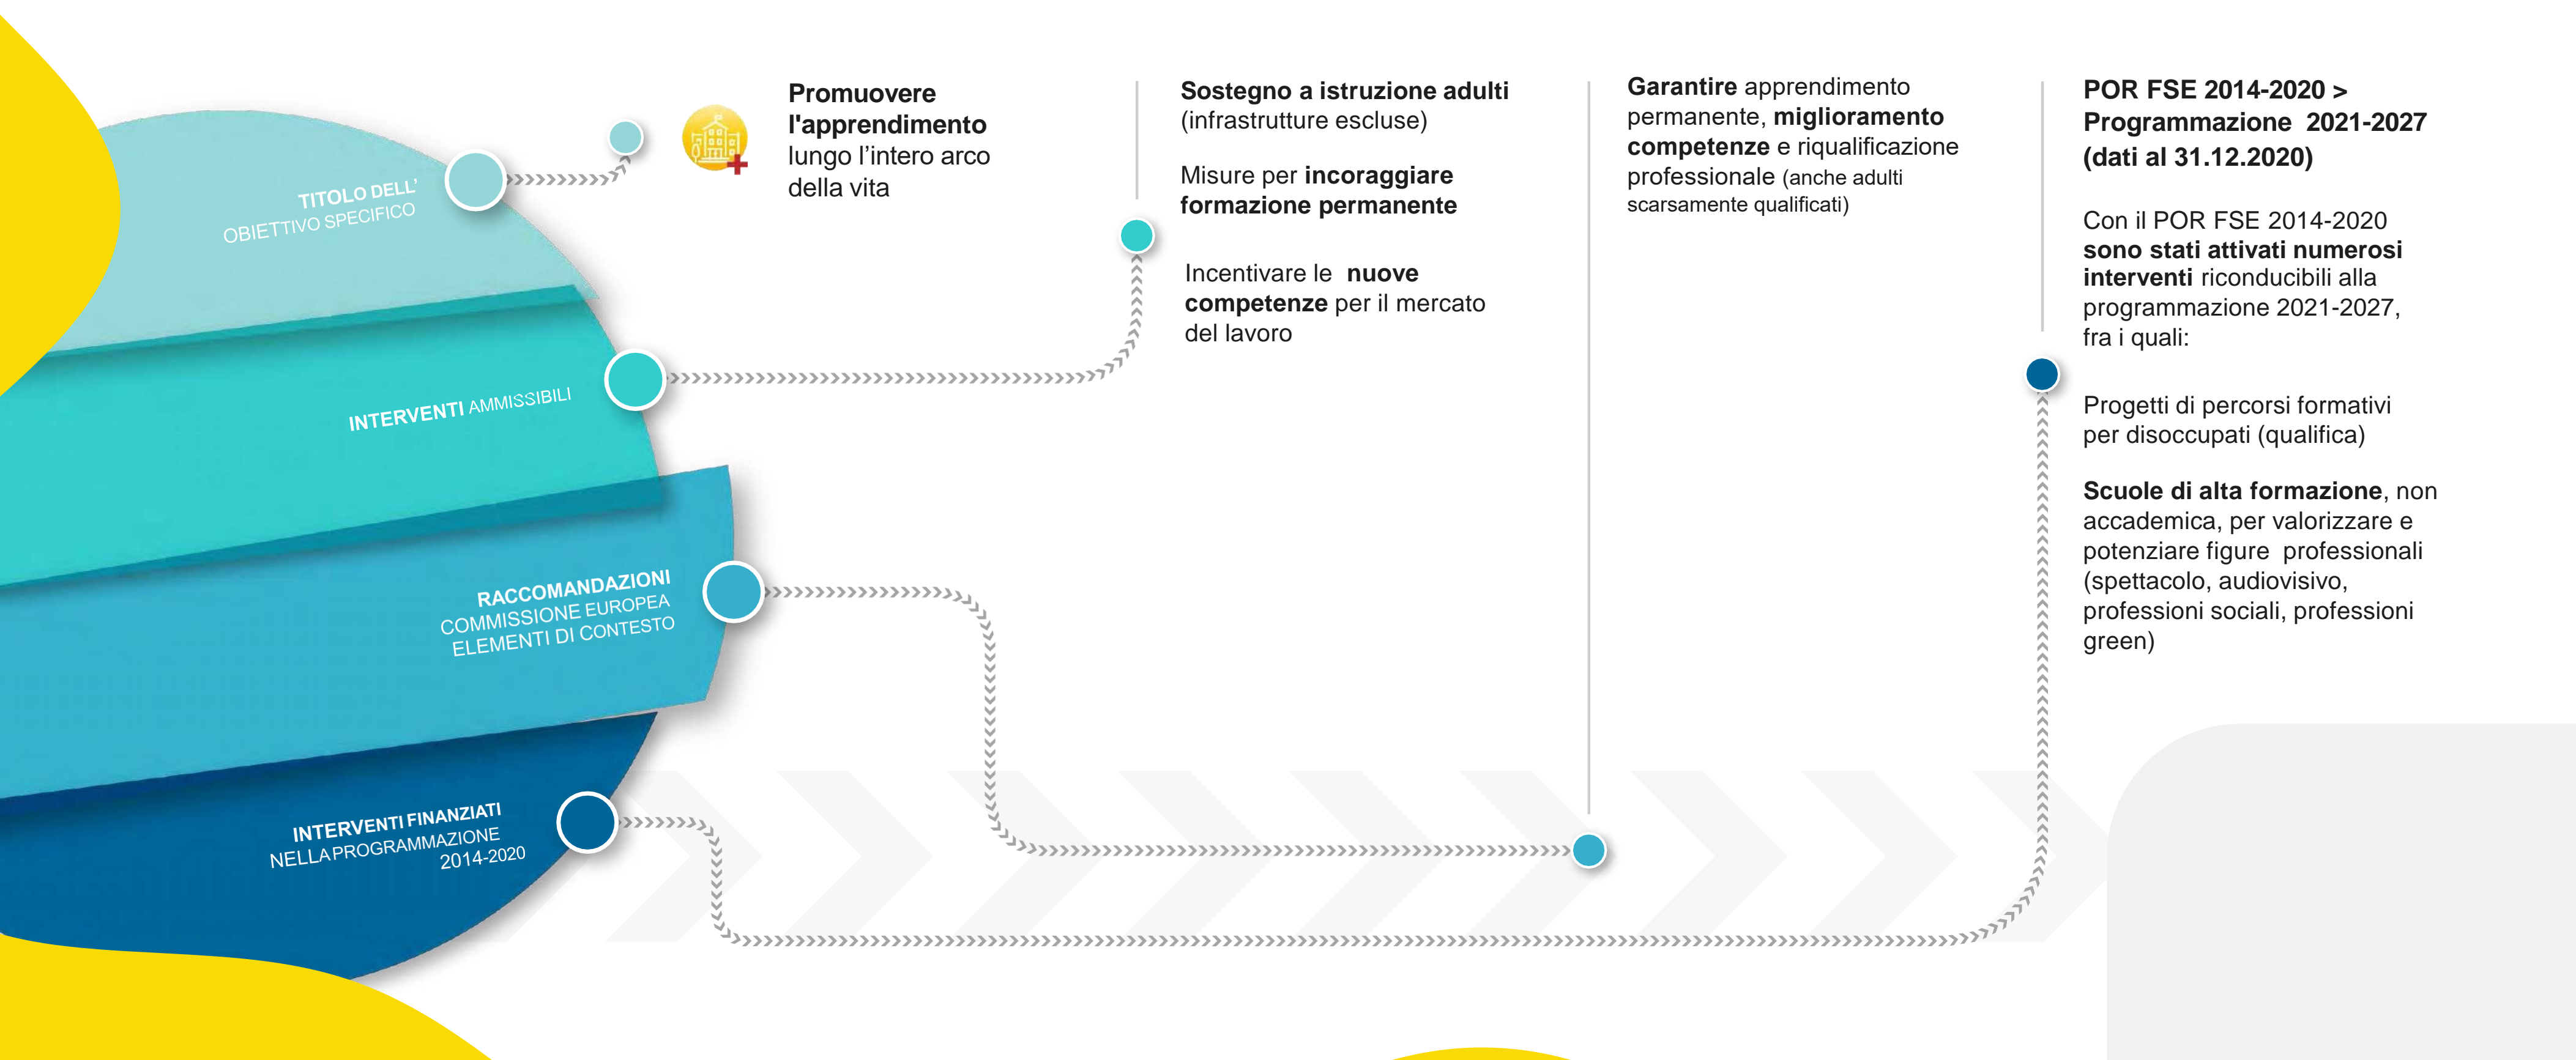 TITOLO DELL’
OBIETTIVO SPECIFICO
INTERVENTI AMMISSIBILI
RACCOMANDAZIONI
COMMISSIONE EUROPEA
ELEMENTI DI CONTESTO
INTERVENTI FINANZIATI
NELLA PROGRAMMAZIONE
2014-2020
Promuovere
l'apprendimento
lungo l’intero arco
della vita
Sostegno a istruzione adulti
(infrastrutture escluse)
Misure per incoraggiare
formazione permanente
Incentivare le nuove
competenze per il mercato
del lavoro
Garantire apprendimento
permanente, miglioramento
competenze e riqualificazione
professionale (anche adulti
scarsamente qualificati)
POR FSE 2014-2020 >
Programmazione 2021-2027
(dati al 31.12.2020)
Con il POR FSE 2014-2020
sono stati attivati numerosi
interventi riconducibili alla
programmazione 2021-2027,
fra i quali:
Progetti di percorsi formativi
per disoccupati (qualifica)
Scuole di alta formazione, non
accademica, per valorizzare e
potenziare figure professionali
(spettacolo, audiovisivo,
professioni sociali, professioni
green)